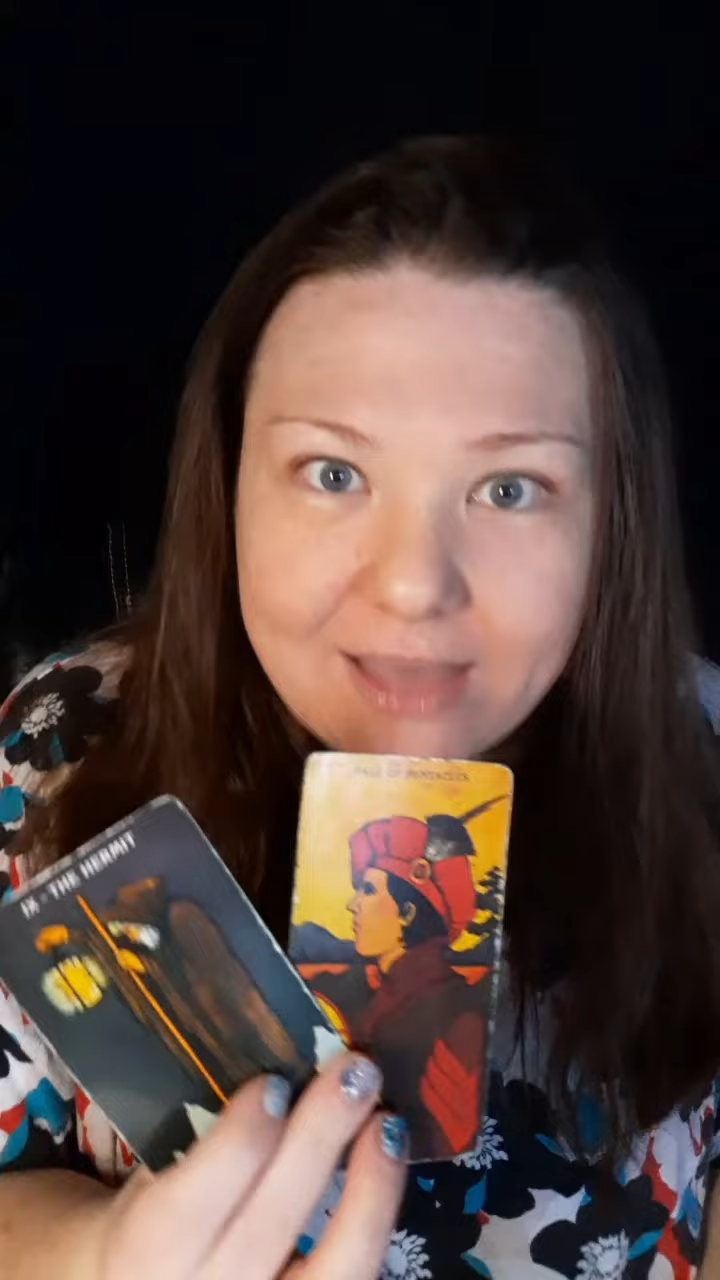 IX • THE HERMIT
PAGE OF PENTACLES